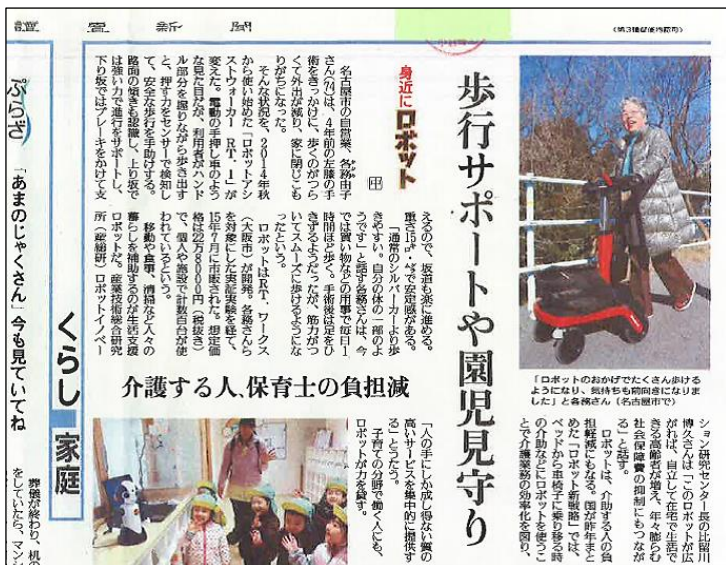 讀賣新聞
(第3種郵便物認可)
歩行サポートや園児見守り
介護する人、保育士の負担減
身近にロボット
中
名古屋市の自営業、各務由子
さん(74)は、4年前の左膝の手
術をきっかけに、歩くのがつら
くて外出が減り、家に閉じこも
りがちになった。
そんな状況を、2014年秋
から使い始めた「ロボットアシ
ストウォーカー RT.1」が
変えた。電動の手押し車のよう
な見た目だが、利用者がハンド
ル部分を握りながら歩き出す
と、押す力をセンサーで検知し
て、安全な歩行を手助けする。
路面の傾きも認識し、上り坂で
は強い力で進行をサポートし、
下り坂ではブレーキをかけて支
えるので、坂道も楽に進める。
重さ15㌔・㌘で安定感がある。
「通常のシルバーカーより歩
きやすい。自分の体の一部のよ
うです」と話す各務さんは、今
では買い物などの用事で毎日1
時間ほど歩く。手術後は足をひ
きずるようだったが、筋力がつ
いてスムーズに歩けるようにな
ったという。
ロボットはRT.ワークス
(大阪市)が開発。各務さんら
を対象にした実証実験を経て、
15年7月に市販された。想定価
格は22万8000円(税抜き)
で、個人や施設で計数百台が使
われているという。
移動や食事、清掃など人々の
暮らしを補助するのが生活支援
ロボットだ。産業技術総合研究
所(産総研)ロボットイノベー
ション研究センター長の比留川
博久さんは「このロボットが広
がれば、自立して在宅で生活で
きる高齢者が増え、年々膨らむ
社会保障費の抑制にもつなが
る」と話す。
ロボットは、介助する人の負
担軽減にもなる。国が昨年まと
めた「ロボット新戦略」では、
ベッドから車椅子に乗り移る時
の介助などにロボットを使うこ
とで介護業務の効率化を図り、
「人の手にしか成し得ない質の
高いサービスを集中的に提供す
る」とうたう。
子育ての分野で働く人にも、
ロボットが力を貸す。
「ロボットのおかげでたくさん歩ける
ようになり、気持ちも前向きになりま
した」と各務さん(名古屋市で)
くらし 家庭
ぷらざ
「あまのじゃくさん」今も見ていてね
葬儀が終わり、机の
をしていたら、マンシ